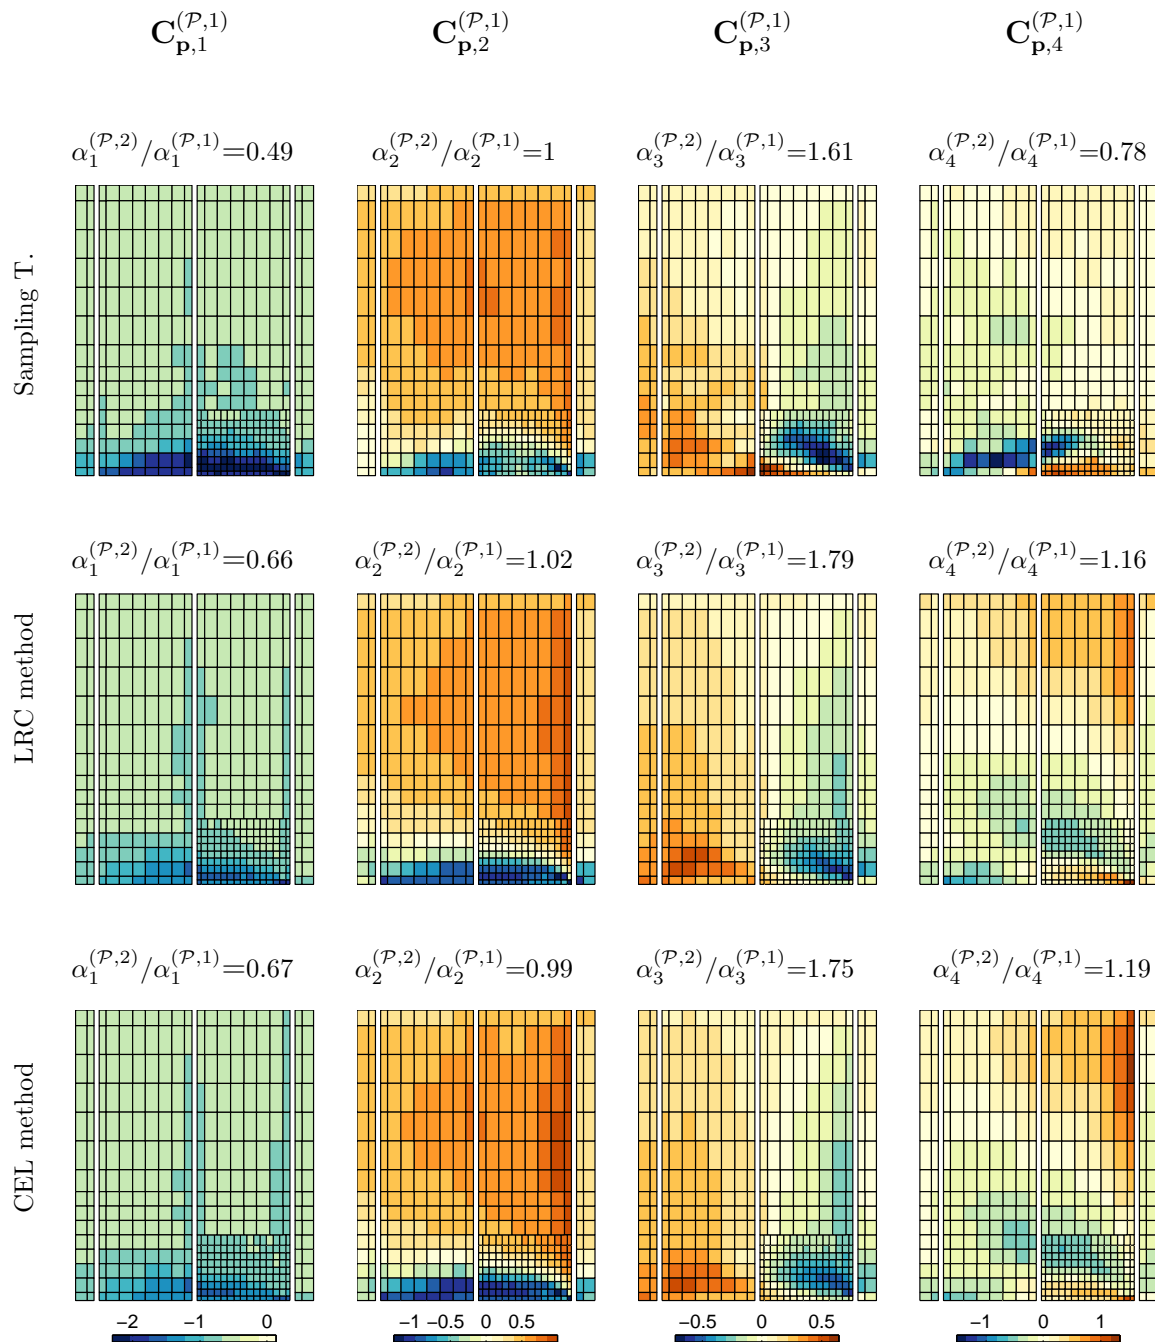 C_{p,1}^{(P,1)} C_{p,2}^{(P,1)} C_{p,3}^{(P,1)} C_{p,4}^{(P,1)}
α_1^{(P,2)}/α_1^{(P,1)}=0.49 α_2^{(P,2)}/α_2^{(P,1)}=1 α_3^{(P,2)}/α_3^{(P,1)}=1.61 α_4^{(P,2)}/α_4^{(P,1)}=0.78
Sampling T.
α_1^{(P,2)}/α_1^{(P,1)}=0.66 α_2^{(P,2)}/α_2^{(P,1)}=1.02 α_3^{(P,2)}/α_3^{(P,1)}=1.79 α_4^{(P,2)}/α_4^{(P,1)}=1.16
LRC method
α_1^{(P,2)}/α_1^{(P,1)}=0.67 α_2^{(P,2)}/α_2^{(P,1)}=0.99 α_3^{(P,2)}/α_3^{(P,1)}=1.75 α_4^{(P,2)}/α_4^{(P,1)}=1.19
CEL method
−2 −1 0 −1 −0.5 0 0.5 −0.5 0 0.5 −1 0 1